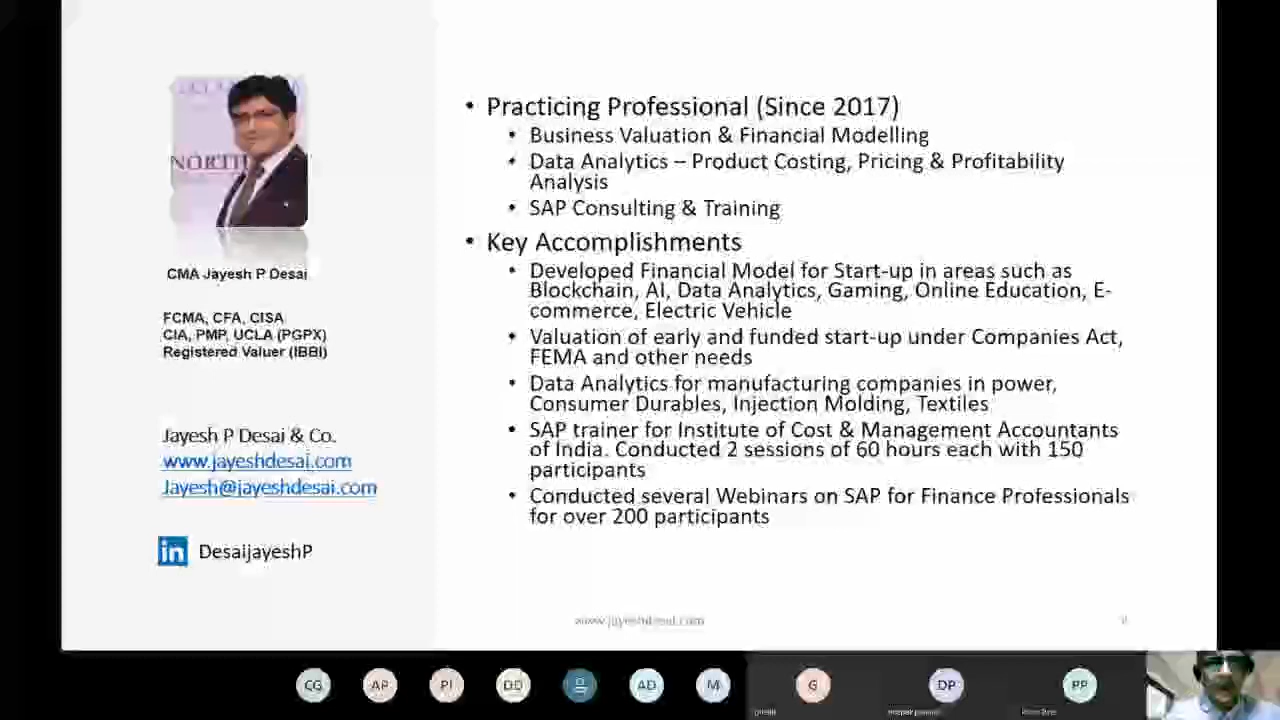 NORTH
CMA Jayesh P Desai
FCMA, CFA, CISA
CIA, PMP, UCLA (PGPX)
Registered Valuer (IBBI)
Jayesh P Desai & Co.
www.jayeshdesai.com
Jayesh@jayeshdesai.com
in DesaijayeshP
• Practicing Professional (Since 2017)
• Business Valuation & Financial Modelling
• Data Analytics – Product Costing, Pricing & Profitability
Analysis
• SAP Consulting & Training
• Key Accomplishments
• Developed Financial Model for Start-up in areas such as
Blockchain, AI, Data Analytics, Gaming, Online Education, E-
commerce, Electric Vehicle
• Valuation of early and funded start-up under Companies Act,
FEMA and other needs
• Data Analytics for manufacturing companies in power,
Consumer Durables, Injection Molding, Textiles
• SAP trainer for Institute of Cost & Management Accountants
of India. Conducted 2 sessions of 60 hours each with 150
participants
• Conducted several Webinars on SAP for Finance Professionals
for over 200 participants
www.jayeshdesai.com
CG AP PI DD AD M G DP PP